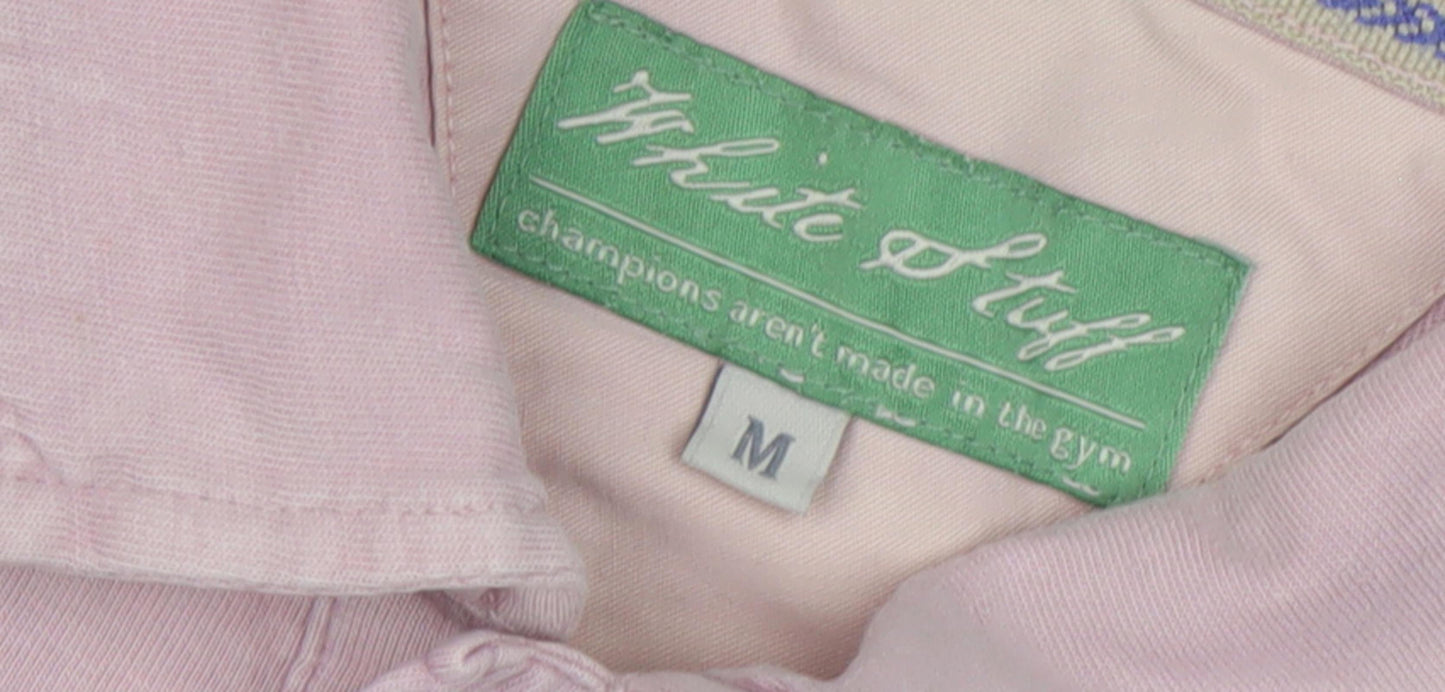 White Stuff
champions aren't made in the gym
M